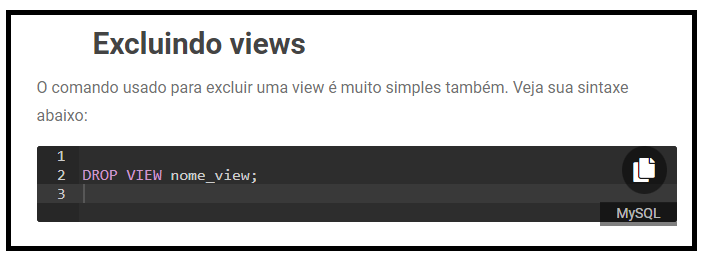 Excluindo views
O comando usado para excluir uma view é muito simples também. Veja sua sintaxe
abaixo:
1
2 DROP VIEW nome_view;
3
MySQL